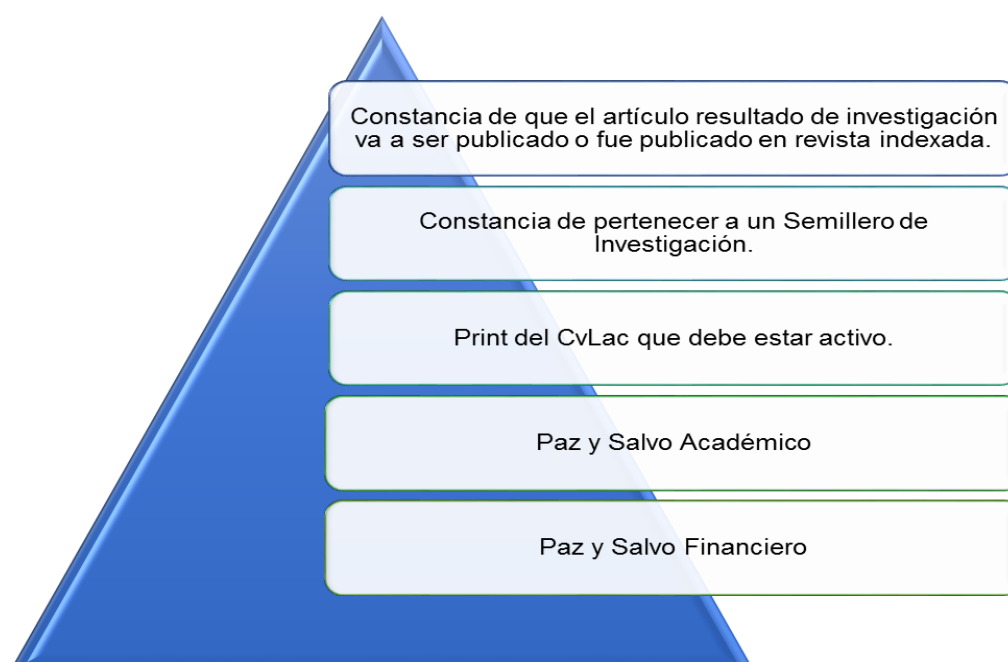 Constancia de que el artículo resultado de investigación
va a ser publicado o fue publicado en revista indexada.
Constancia de pertenecer a un Semillero de
Investigación.
Print del CvLac que debe estar activo.
Paz y Salvo Académico
Paz y Salvo Financiero